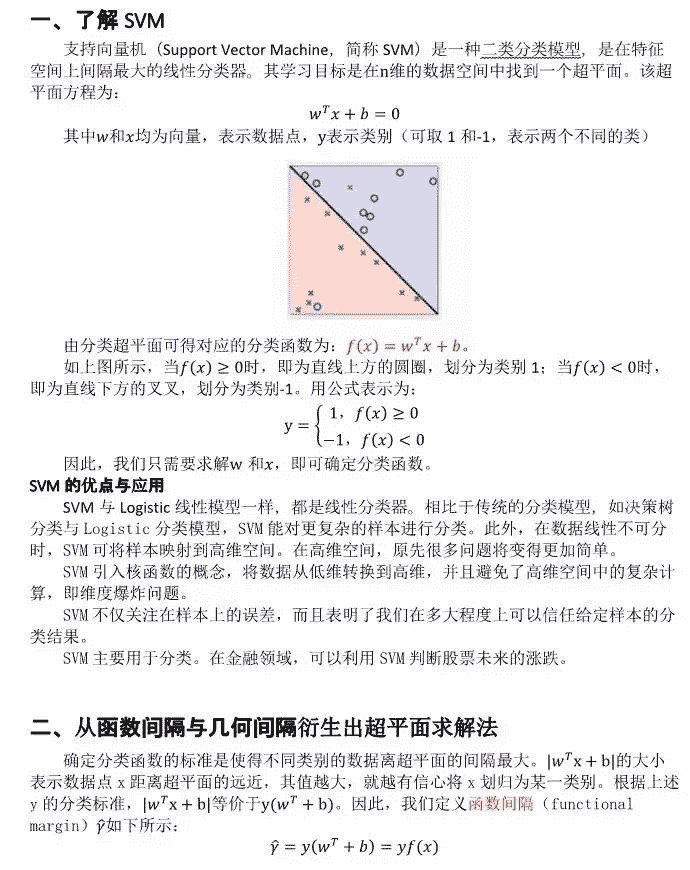 一、了解 SVM
支持向量机（Support Vector Machine，简称 SVM）是一种二类分类模型，是在特征
空间上间隔最大的线性分类器。其学习目标是在n维的数据空间中找到一个超平面。该超
平面方程为：
w^T x + b = 0
其中w和x均为向量，表示数据点，y表示类别（可取 1 和-1，表示两个不同的类）
由分类超平面可得对应的分类函数为：f(x) = w^T x + b。
如上图所示，当f(x) ≥ 0时，即为直线上方的圆圈，划分为类别 1；当f(x) < 0时，
即为直线下方的叉叉，划分为类别-1。用公式表示为：
y = { 1，f(x) ≥ 0
−1，f(x) < 0
因此，我们只需要求解w 和x，即可确定分类函数。
SVM 的优点与应用
SVM 与 Logistic 线性模型一样，都是线性分类器。相比于传统的分类模型，如决策树
分类与 Logistic 分类模型，SVM 能对更复杂的样本进行分类。此外，在数据线性不可分
时，SVM 可将样本映射到高维空间。在高维空间，原先很多问题将变得更加简单。
SVM 引入核函数的概念，将数据从低维转换到高维，并且避免了高维空间中的复杂计
算，即维度爆炸问题。
SVM 不仅关注在样本上的误差，而且表明了我们在多大程度上可以信任给定样本的分
类结果。
SVM 主要用于分类。在金融领域，可以利用 SVM 判断股票未来的涨跌。
二、从函数间隔与几何间隔衍生出超平面求解法
确定分类函数的标准是使得不同类别的数据离超平面的间隔最大。|w^T x + b|的大小
表示数据点 x 距离超平面的远近，其值越大，就越有信心将 x 划归为某一类别。根据上述
y 的分类标准，|w^T x + b|等价于y(w^T + b)。因此，我们定义函数间隔（functional
margin）γ̂如下所示：
γ̂ = y(w^T + b) = yf(x)